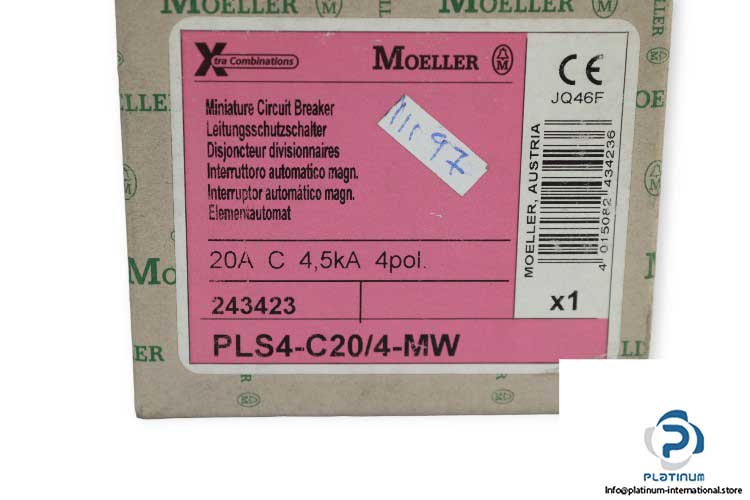 MOELLER
MOELLER
Xtra Combinations
MOELLER
CE
JQ46F
Miniature Circuit Breaker
Leitungsschutzschalter
Disjoncteur divisionnaires
Interruttoro automatico magn.
Interruptor automático magn.
Elementautomat
20A C 4,5kA 4pol.
243423
PLS4-C20/4-MW
MOELLER, AUSTRIA
4 015082 434236
x1
PLATINUM
Info@platinum-international.store